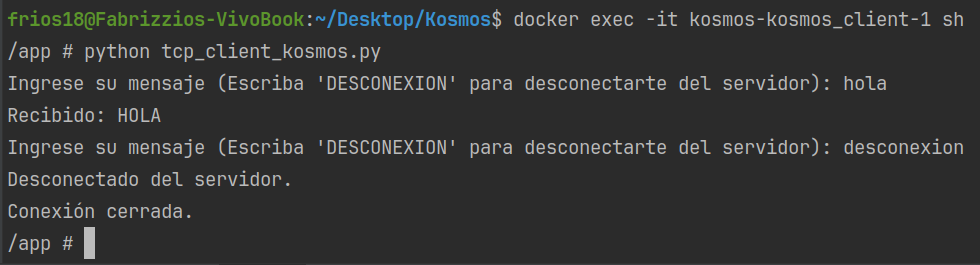 frios18@Fabrizzios-VivoBook:~/Desktop/Kosmos$ docker exec -it kosmos-kosmos_client-1 sh
/app # python tcp_client_kosmos.py
Ingrese su mensaje (Escriba 'DESCONEXION' para desconectarte del servidor): hola
Recibido: HOLA
Ingrese su mensaje (Escriba 'DESCONEXION' para desconectarte del servidor): desconexion
Desconectado del servidor.
Conexión cerrada.
/app #